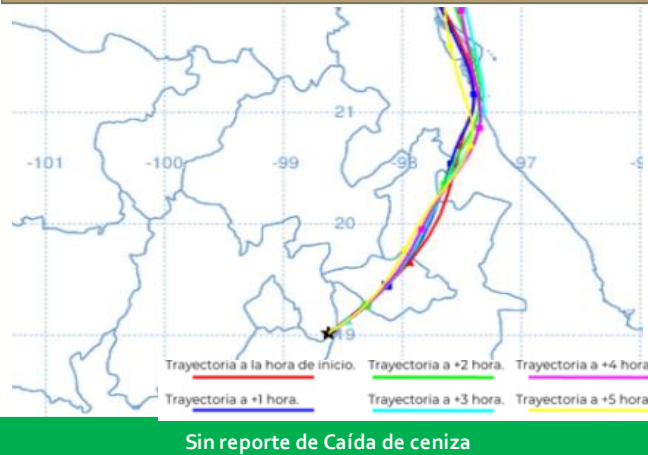 21
-101 -100 -99 -98 -97 -9
20
19
Trayectoria a la hora de inicio. Trayectoria a +2 hora. Trayectoria a +4 hora
Trayectoria a +1 hora. Trayectoria a +3 hora. Trayectoria a +5 hora
Sin reporte de Caída de ceniza